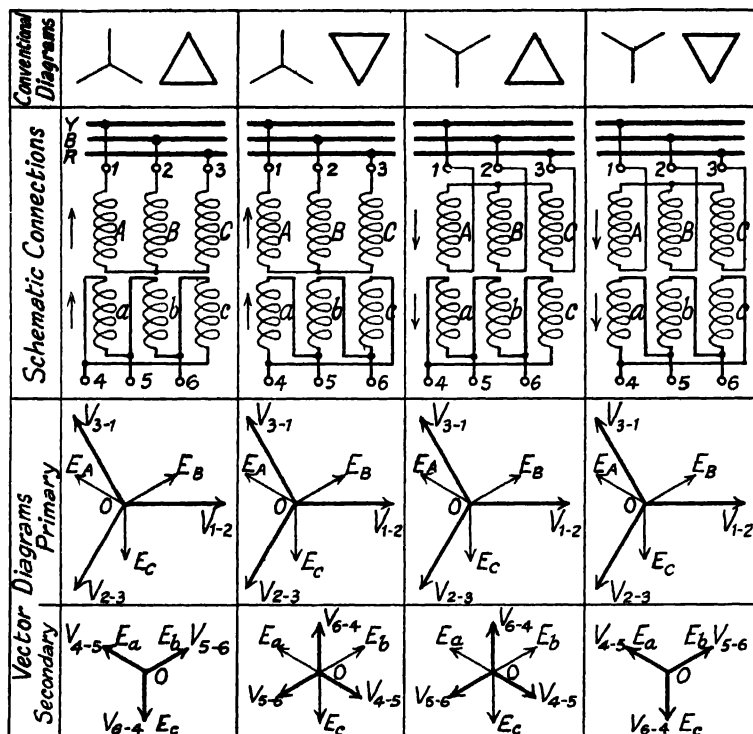 Conventional Diagrams
Schematic Connections
Y
B
R
1 2 3
A B C
a b c
4 5 6
1 2 3
A B C
a b c
4 5 6
1 2 3
A B C
a b c
4 5 6
1 2 3
A B C
a b c
4 5 6
Vector Diagrams
Primary
V3-1
EA EB
O
V1-2
EC
V2-3
V3-1
EA EB
O
V1-2
EC
V2-3
V3-1
EA EB
O
V1-2
EC
V2-3
V3-1
EA EB
O
V1-2
EC
V2-3
Secondary
V4-5 Ea Eb V5-6
O
V6-4 Ec
V6-4
Ea Eb
O
V5-6 V4-5
Ec
V6-4
Ea Eb
O
V5-6 V4-5
Ec
V4-5 Ea Eb V5-6
O
V6-4 Ec